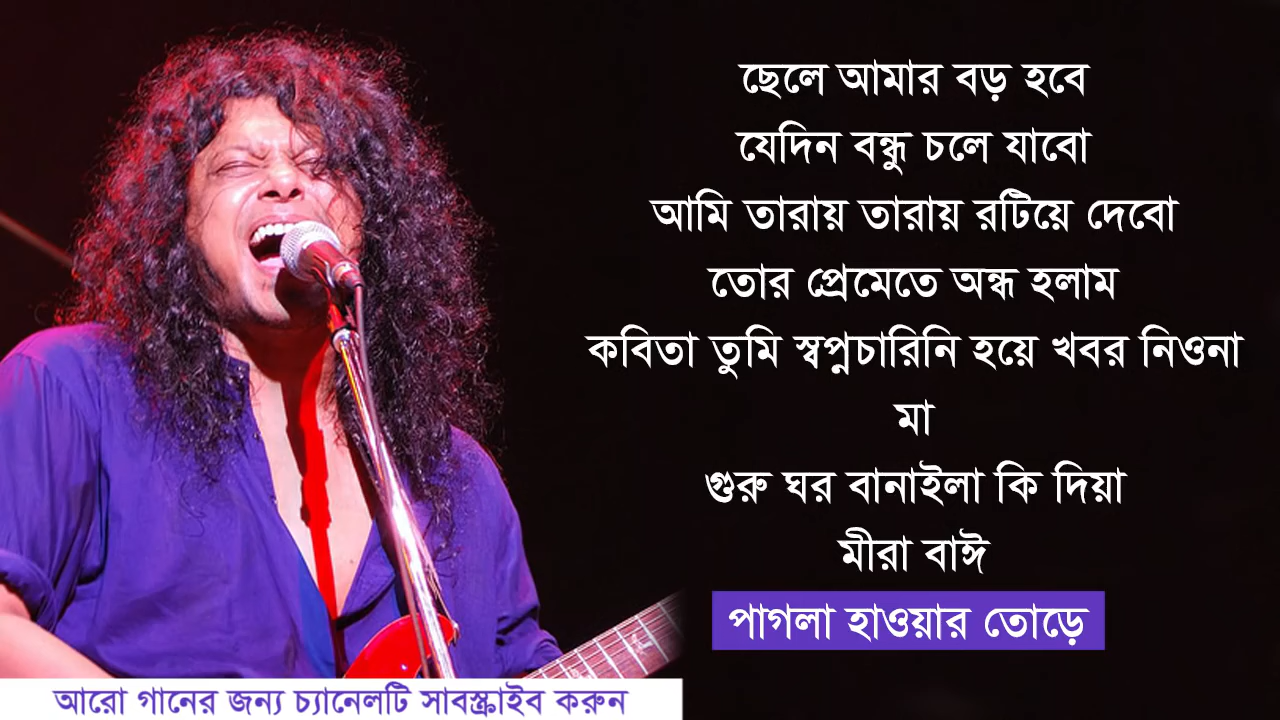 ছেলে আমার বড় হবে
যেদিন বন্ধু চলে যাবো
আমি তারায় তারায় রটিয়ে দেবো
তোর প্রেমেতে অন্ধ হলাম
কবিতা তুমি স্বপ্নচারিনি হয়ে খবর নিওনা
মা
গুরু ঘর বানাইলা কি দিয়া
মীরা বাঈ
পাগলা হাওয়ার তোড়ে
আরো গানের জন্য চ্যানেলটি সাবস্ক্রাইব করুন